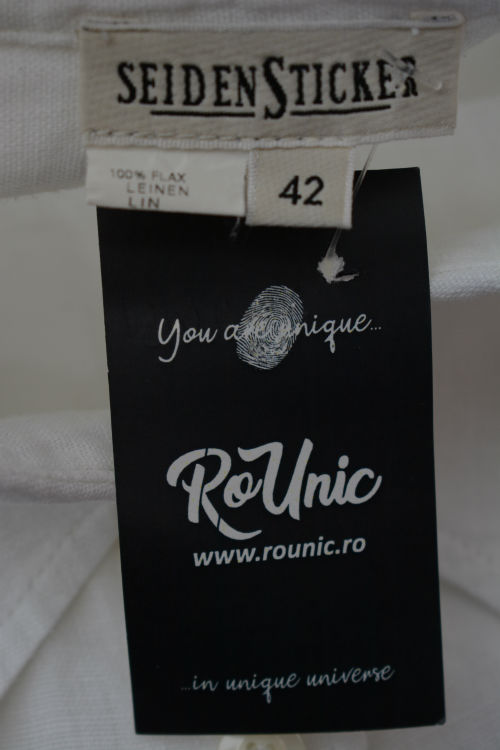 SEIDENSTICKER
100% FLAX
LEINEN
LIN
42
You are unique...
RoUnic
www.rounic.ro
...in unique universe